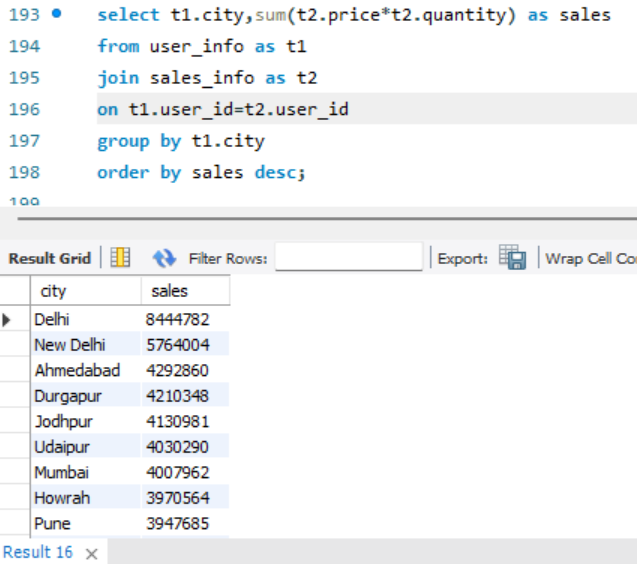 193 select t1.city,sum(t2.price*t2.quantity) as sales
194 from user_info as t1
195 join sales_info as t2
196 on t1.user_id=t2.user_id
197 group by t1.city
198 order by sales desc;
199
Result Grid Filter Rows: Export: Wrap Cell Co
city sales
Delhi 8444782
New Delhi 5764004
Ahmedabad 4292860
Durgapur 4210348
Jodhpur 4130981
Udaipur 4030290
Mumbai 4007962
Howrah 3970564
Pune 3947685
Result 16 ×